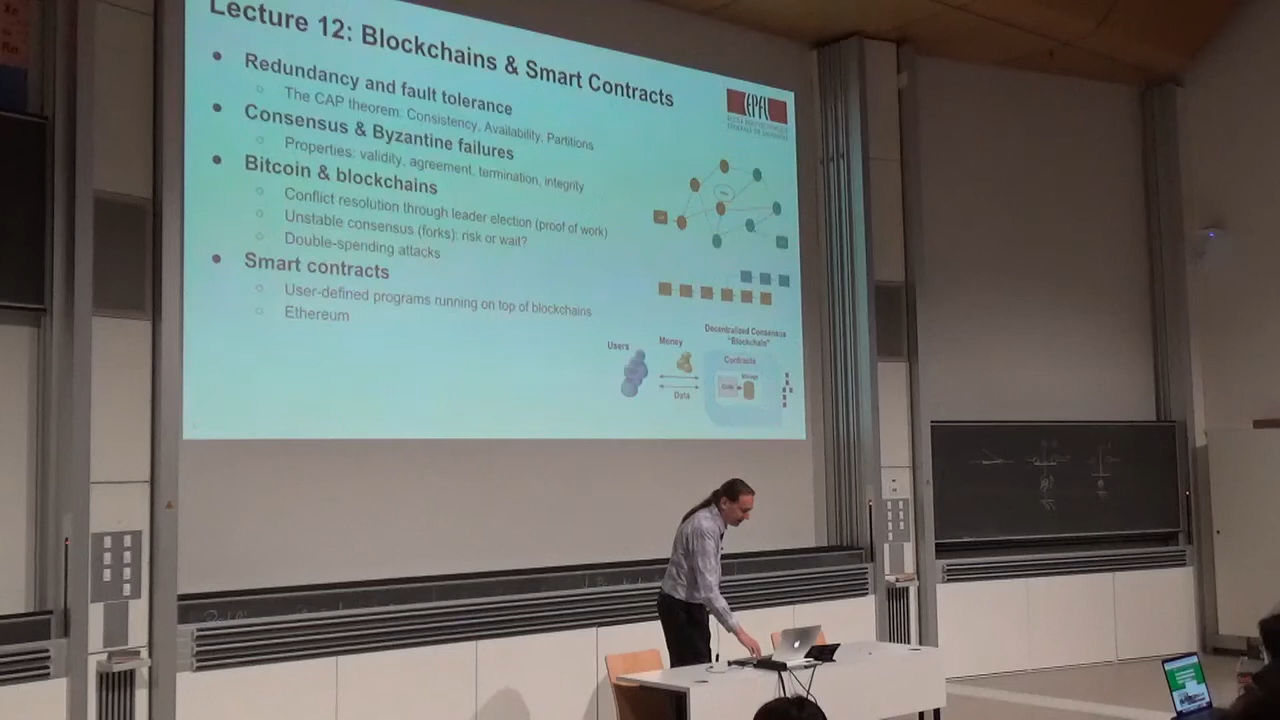 Lecture 12: Blockchains & Smart Contracts
Redundancy and fault tolerance
The CAP theorem: Consistency, Availability, Partitions
Consensus & Byzantine failures
Properties: validity, agreement, termination, integrity
Bitcoin & blockchains
Conflict resolution through leader election (proof of work)
Unstable consensus (forks): risk or wait?
Double-spending attacks
Smart contracts
User-defined programs running on top of blockchains
Ethereum
EPFL
Decentralized Consensus
"Blockchain"
Users
Money
Contracts
Code
Storage
Data